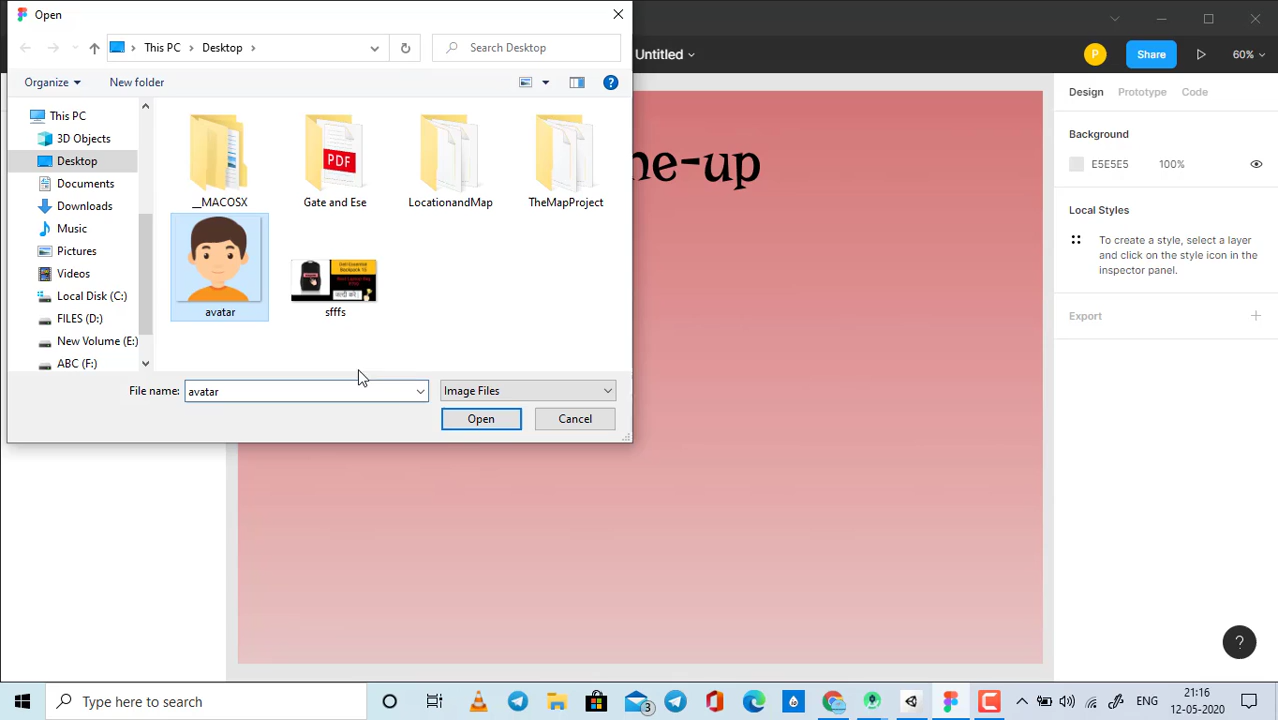 Open
This PC
Desktop
Search Desktop
Untitled
P
Share
60%
Organize
New folder
?
Design
Prototype
Code
This PC
3D Objects
Desktop
Documents
Downloads
Music
Pictures
Videos
Local Disk (C:)
FILES (D:)
New Volume (E:)
ABC (F:)
PDF
__MACOSX
Gate and Ese
LocationandMap
TheMapProject
avatar
sfffs
ne-up
Background
E5E5E5
100%
Local Styles
To create a style, select a layer
and click on the style icon in the
inspector panel.
Export
File name:
avatar
Image Files
Open
Cancel
?
Type here to search
3
ENG
21:16
12-05-2020